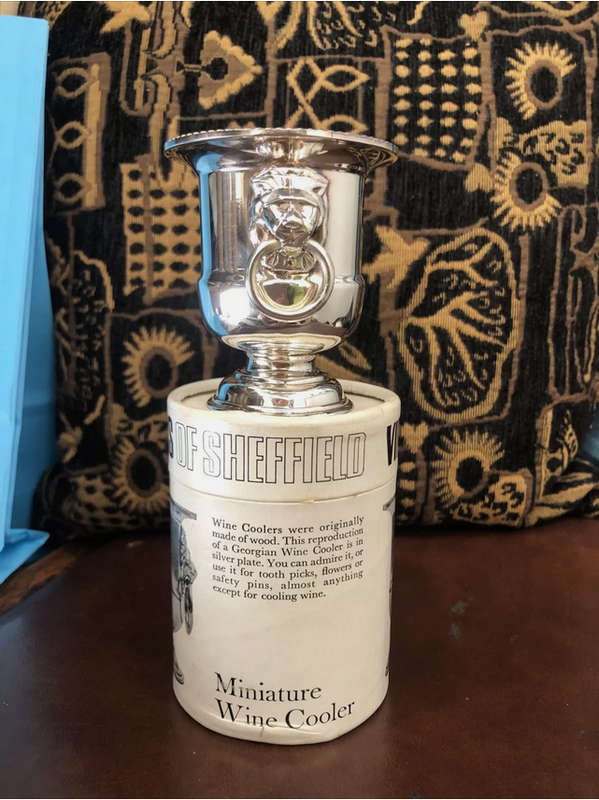 OF SHEFFIELD
Wine Coolers were originally
made of wood. This reproduction
of a Georgian Wine Cooler is in
silver plate. You can admire it, or
use it for tooth picks, flowers or
safety pins, almost anything
except for cooling wine.
Miniature
Wine Cooler